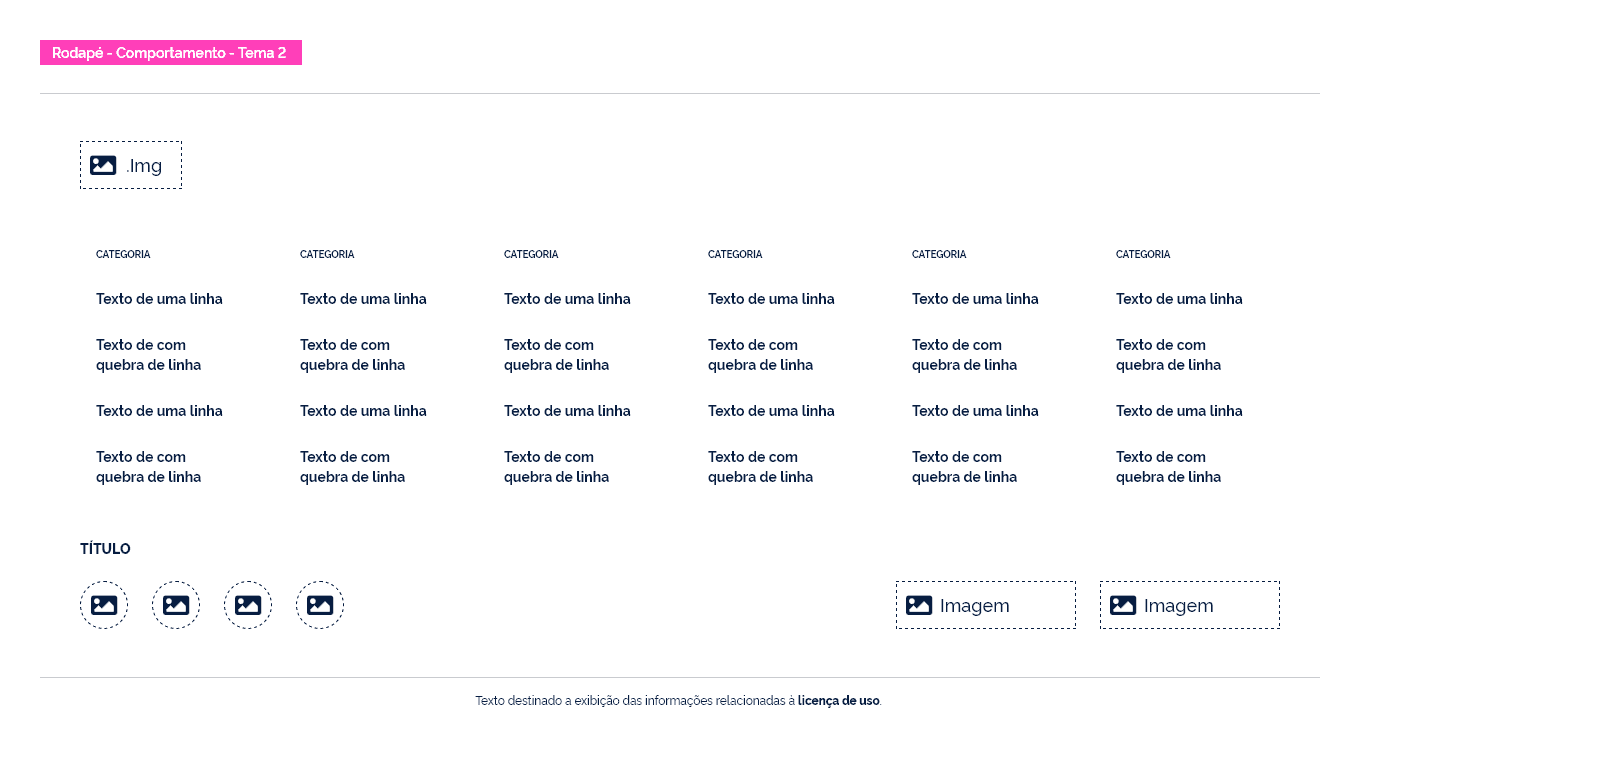 Rodapé - Comportamento - Tema 2
.Img
CATEGORIA CATEGORIA CATEGORIA CATEGORIA CATEGORIA CATEGORIA
Texto de uma linha Texto de uma linha Texto de uma linha Texto de uma linha Texto de uma linha Texto de uma linha
Texto de com Texto de com Texto de com Texto de com Texto de com Texto de com
quebra de linha quebra de linha quebra de linha quebra de linha quebra de linha quebra de linha
Texto de uma linha Texto de uma linha Texto de uma linha Texto de uma linha Texto de uma linha Texto de uma linha
Texto de com Texto de com Texto de com Texto de com Texto de com Texto de com
quebra de linha quebra de linha quebra de linha quebra de linha quebra de linha quebra de linha
TÍTULO
Imagem Imagem
Texto destinado a exibição das informações relacionadas à licença de uso.